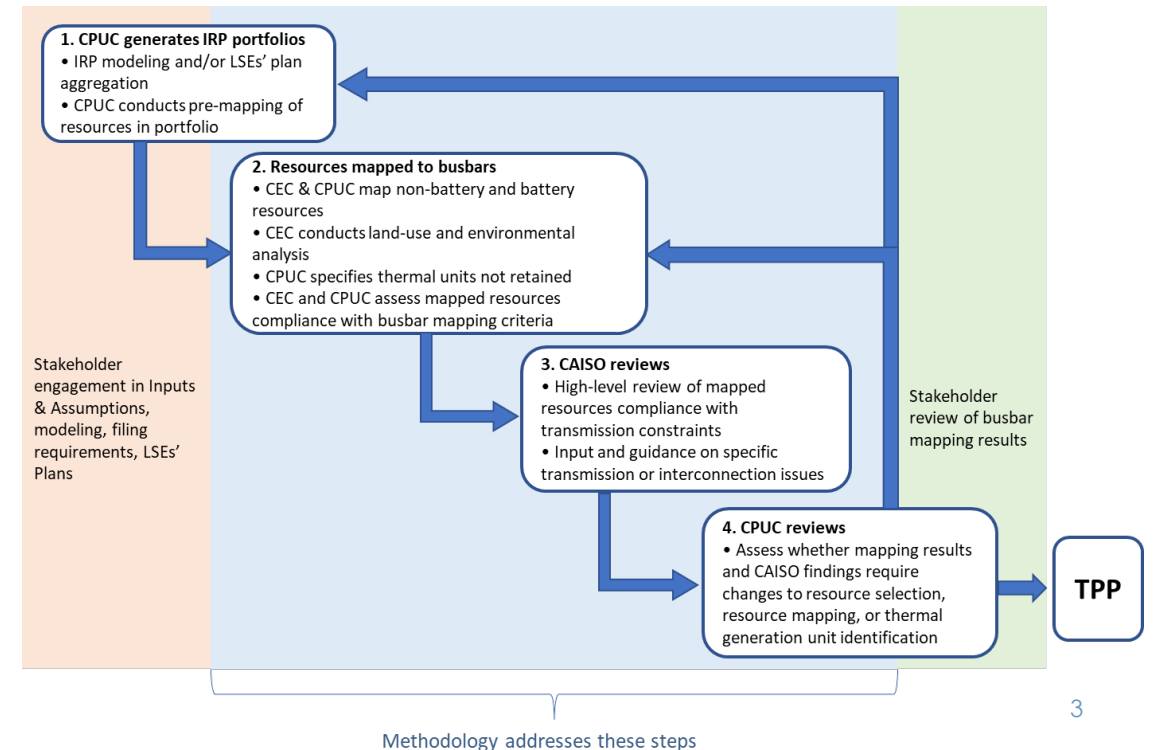 1. CPUC generates IRP portfolios
• IRP modeling and/or LSEs' plan
aggregation
• CPUC conducts pre-mapping of
resources in portfolio
2. Resources mapped to busbars
• CEC & CPUC map non-battery and battery
resources
• CEC conducts land-use and environmental
analysis
• CPUC specifies thermal units not retained
• CEC and CPUC assess mapped resources
compliance with busbar mapping criteria
Stakeholder
engagement in Inputs
& Assumptions,
modeling, filing
requirements, LSEs'
Plans
3. CAISO reviews
• High-level review of mapped
resources compliance with
transmission constraints
• Input and guidance on specific
transmission or interconnection issues
Stakeholder
review of busbar
mapping results
4. CPUC reviews
• Assess whether mapping results
and CAISO findings require
changes to resource selection,
resource mapping, or thermal
generation unit identification
TPP
Methodology addresses these steps
3